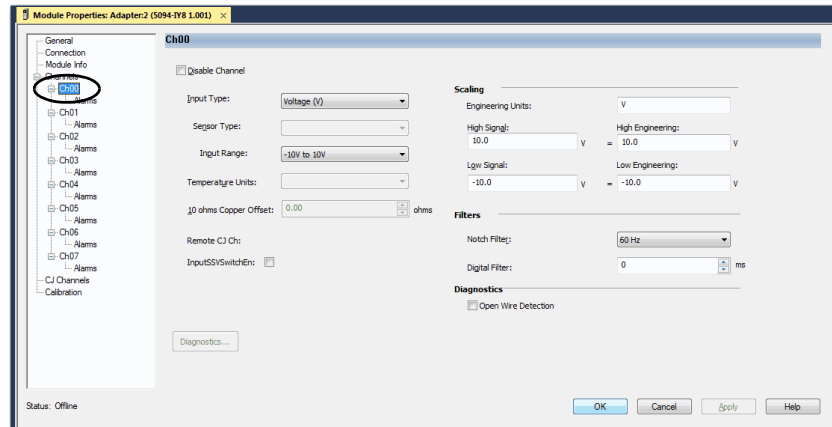 Module Properties: Adapter:2 (5094-IY8 1.001) ×
General
Connection
Module Info
Channels
Ch00
Alarms
Ch01
Alarms
Ch02
Alarms
Ch03
Alarms
Ch04
Alarms
Ch05
Alarms
Ch06
Alarms
Ch07
Alarms
CJ Channels
Calibration
Ch00
Disable Channel
Input Type: Voltage (V)
Sensor Type:
Input Range: -10V to 10V
Temperature Units:
10 ohms Copper Offset: 0.00 ohms
Remote CJ Ch:
InputSSVSwitchEn:
Diagnostics...
Scaling
Engineering Units: V
High Signal: High Engineering:
10.0 V = 10.0 V
Low Signal: Low Engineering:
-10.0 V = -10.0 V
Filters
Notch Filter: 60 Hz
Digital Filter: 0 ms
Diagnostics
Open Wire Detection
Status: Offline
OK Cancel Apply Help